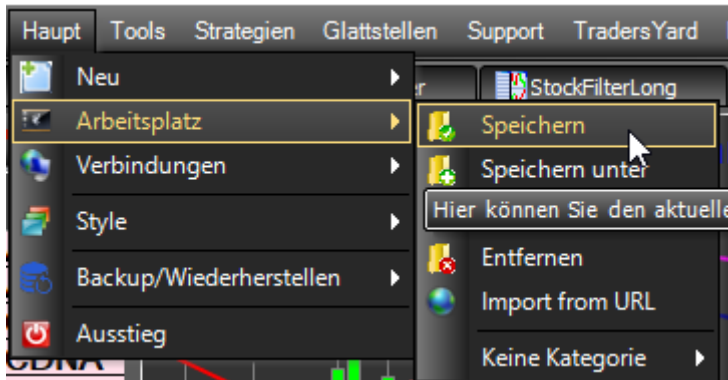 Haupt Tools Strategien Glattstellen Support TradersYard
StockFilterLong
Neu
Arbeitsplatz
Verbindungen
Style
Backup/Wiederherstellen
Ausstieg
Speichern
Speichern unter
Hier können Sie den aktuelle
Entfernen
Import from URL
Keine Kategorie